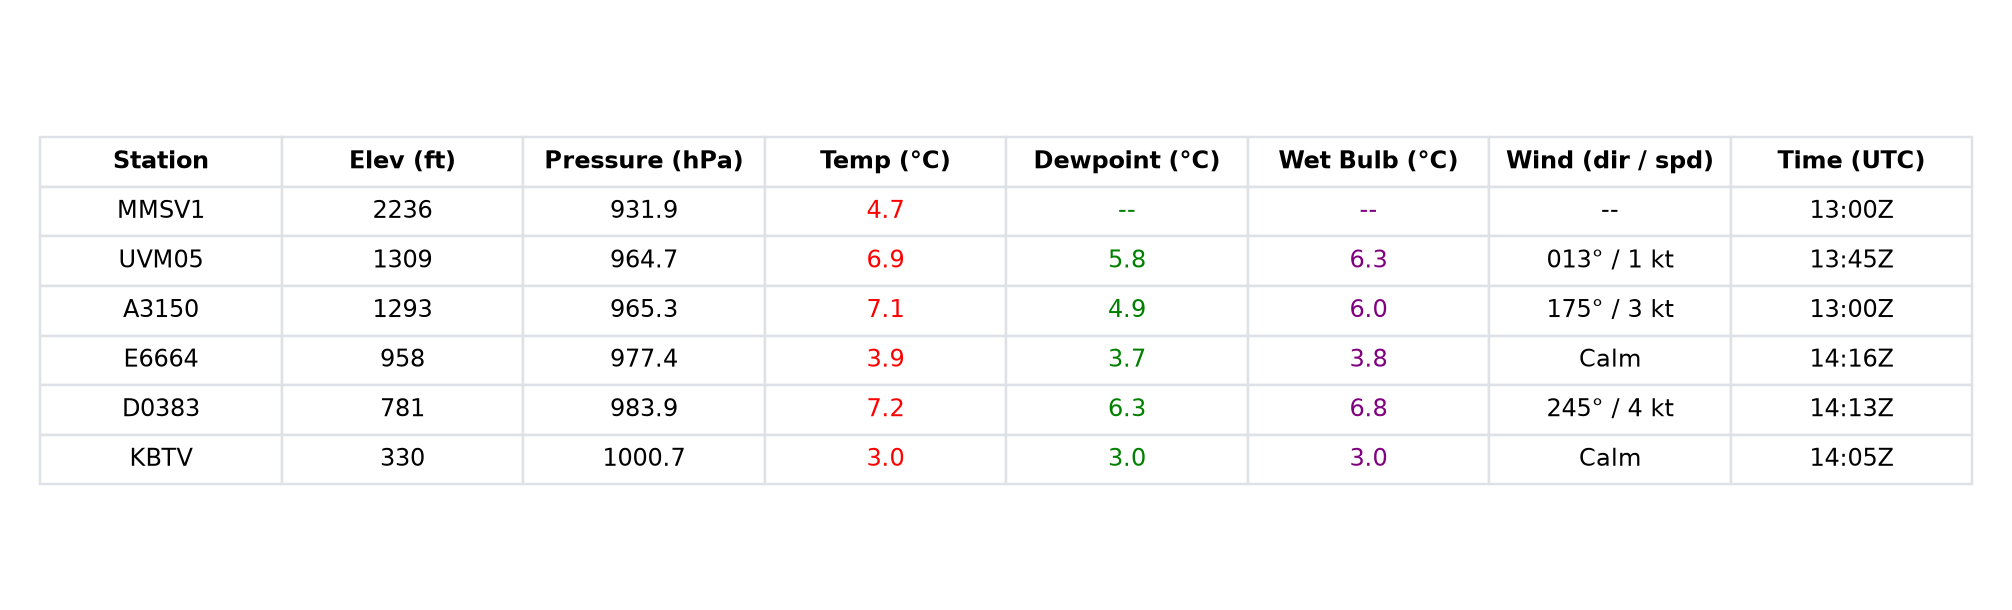 Station Elev (ft) Pressure (hPa) Temp (°C) Dewpoint (°C) Wet Bulb (°C) Wind (dir / spd) Time (UTC)
MMSV1 2236 931.9 4.7 -- -- -- 13:00Z
UVM05 1309 964.7 6.9 5.8 6.3 013° / 1 kt 13:45Z
A3150 1293 965.3 7.1 4.9 6.0 175° / 3 kt 13:00Z
E6664 958 977.4 3.9 3.7 3.8 Calm 14:16Z
D0383 781 983.9 7.2 6.3 6.8 245° / 4 kt 14:13Z
KBTV 330 1000.7 3.0 3.0 3.0 Calm 14:05Z